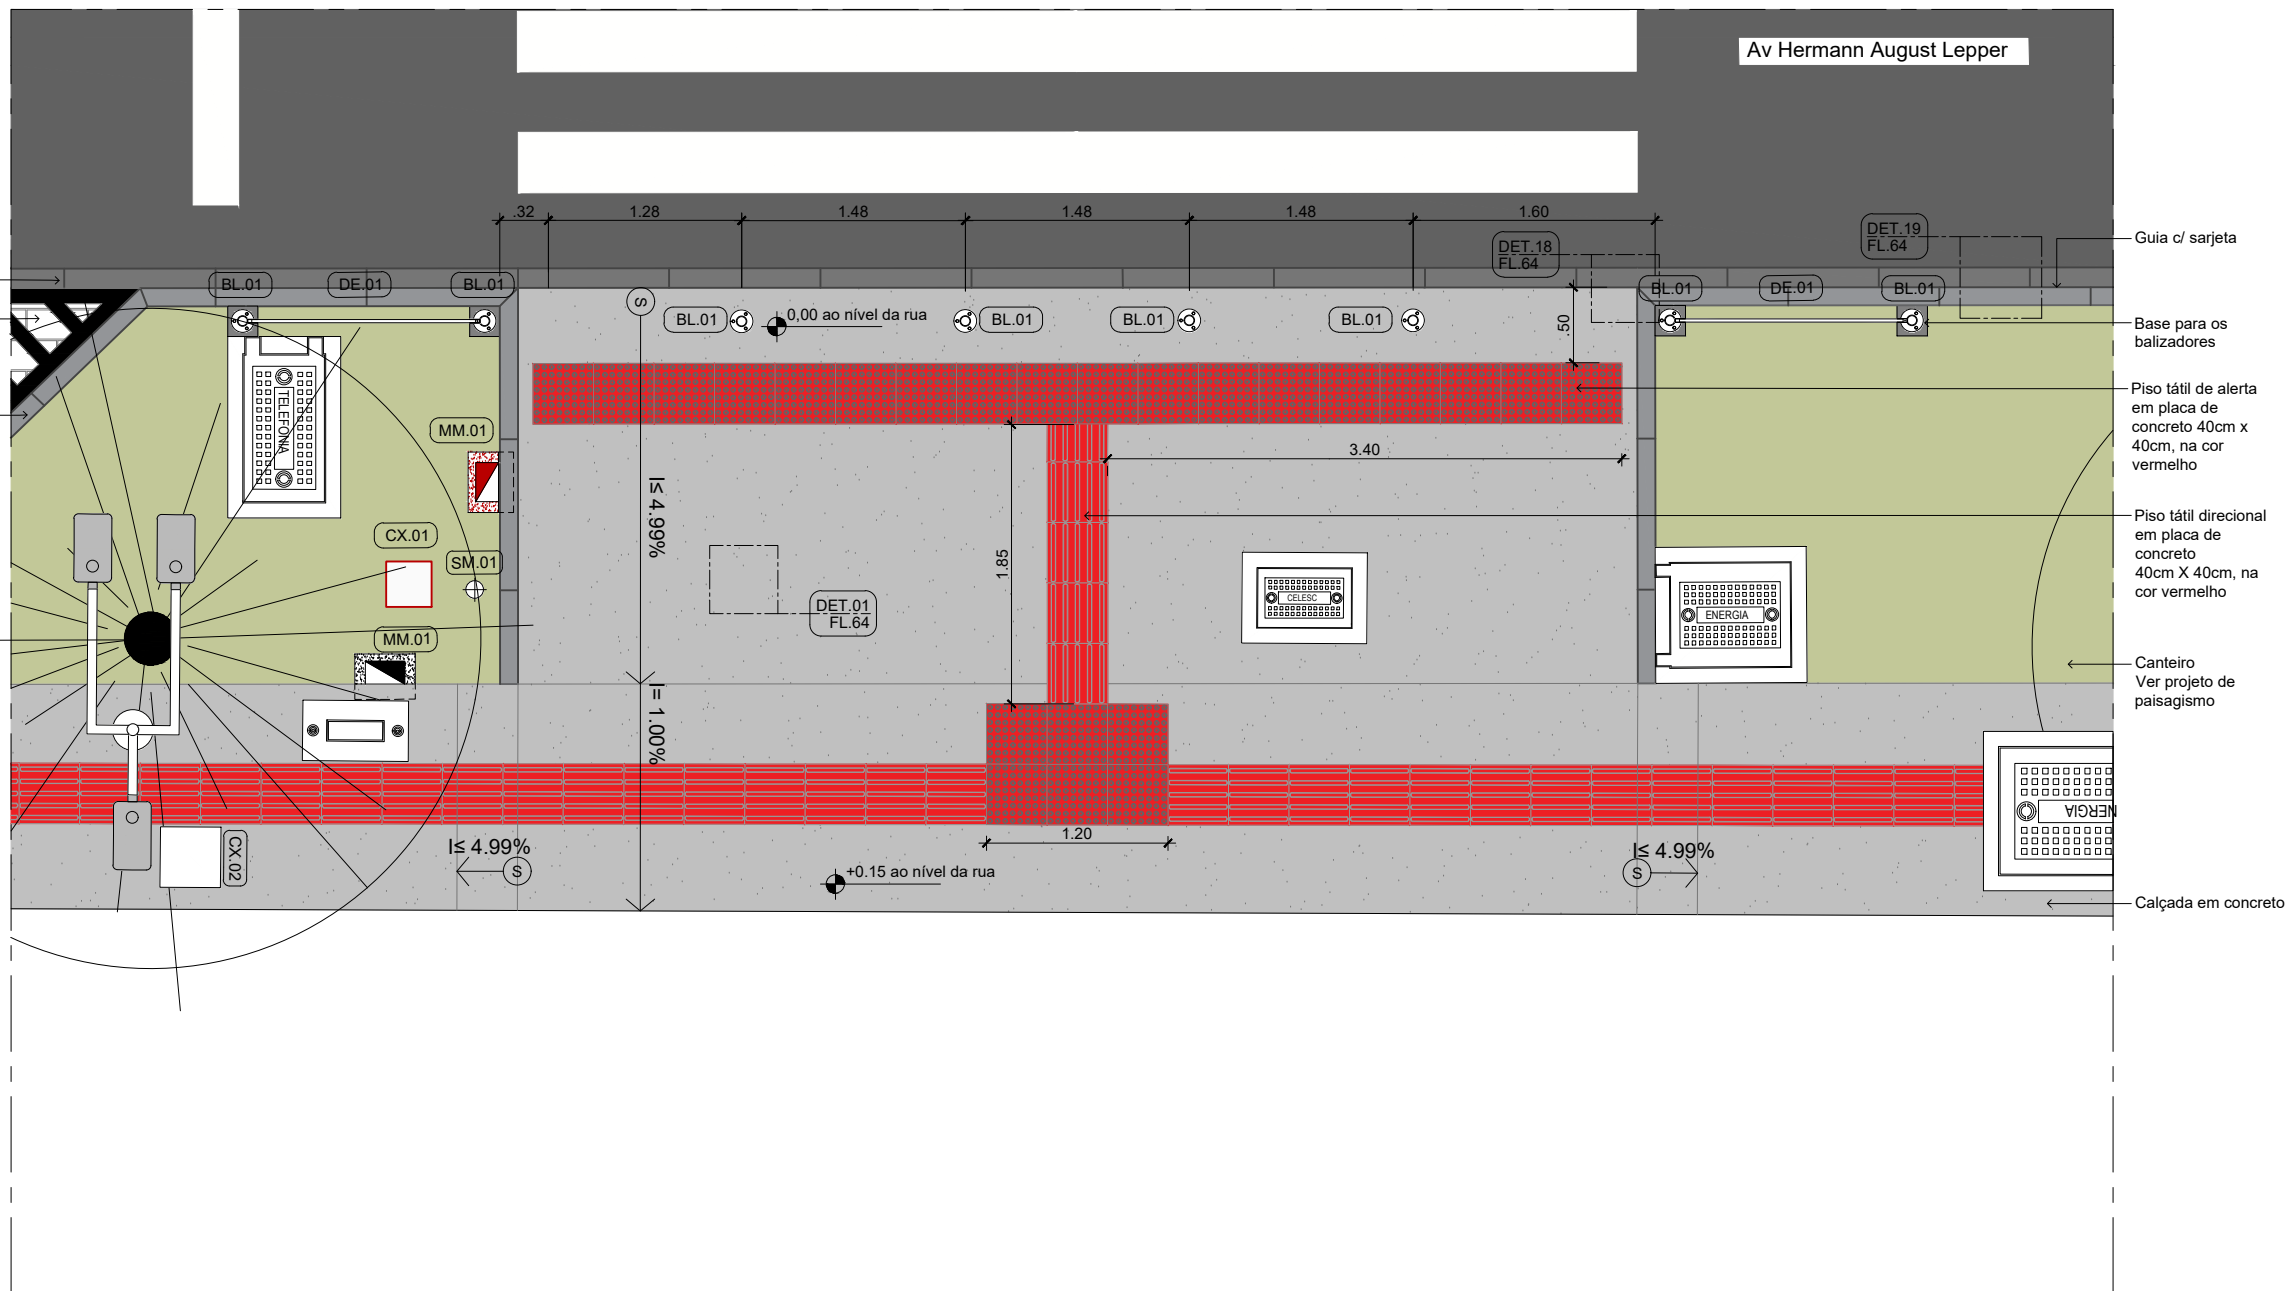 Av Hermann August Lepper
.32
1.28
1.48
1.48
1.48
1.60
DET.18
FL.64
DET.19
FL.64
Guia c/ sarjeta
BL.01
DE.01
BL.01
BL.01
DE.01
BL.01
S
BL.01
0,00 ao nível da rua
BL.01
BL.01
BL.01
.50
Base para os
balizadores
TELEFONIA
Piso tátil de alerta
em placa de
concreto 40cm x
40cm, na cor
vermelho
MM.01
3.40
I≤ 4.99%
Piso tátil direcional
em placa de
concreto
40cm X 40cm, na
cor vermelho
CX.01
SM.01
1.85
DET.01
FL.64
CELESC
ENERGIA
MM.01
Canteiro
Ver projeto de
paisagismo
I= 1.00%
NERGIA
1.20
CX.02
I≤ 4.99%
S
+0.15 ao nível da rua
I≤ 4.99%
S
Calçada em concreto